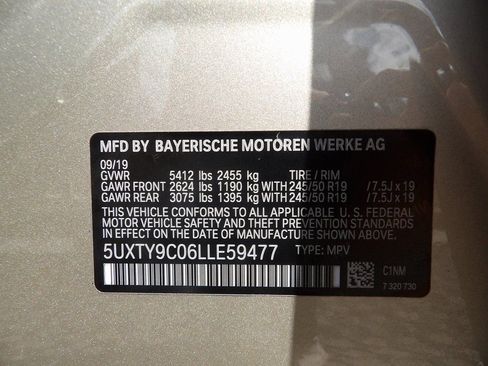 MFD BY BAYERISCHE MOTOREN WERKE AG
09/19
GVWR 5412 lbs 2455 kg TIRE / RIM
GAWR FRONT 2624 lbs 1190 kg WITH 245/50 R19 /7.5J x 19
GAWR REAR 3075 lbs 1395 kg WITH 245/50 R19 /7.5J x 19
THIS VEHICLE CONFORMS TO ALL APPLICABLE U.S. FEDERAL
MOTOR VEHICLE SAFETY AND THEFT PREVENTION STANDARDS
IN EFFECT ON THE DATE OF MANUFACTURE SHOWN ABOVE.
5UXTY9C06LLE59477 TYPE: MPV
C1NM
7 320 730